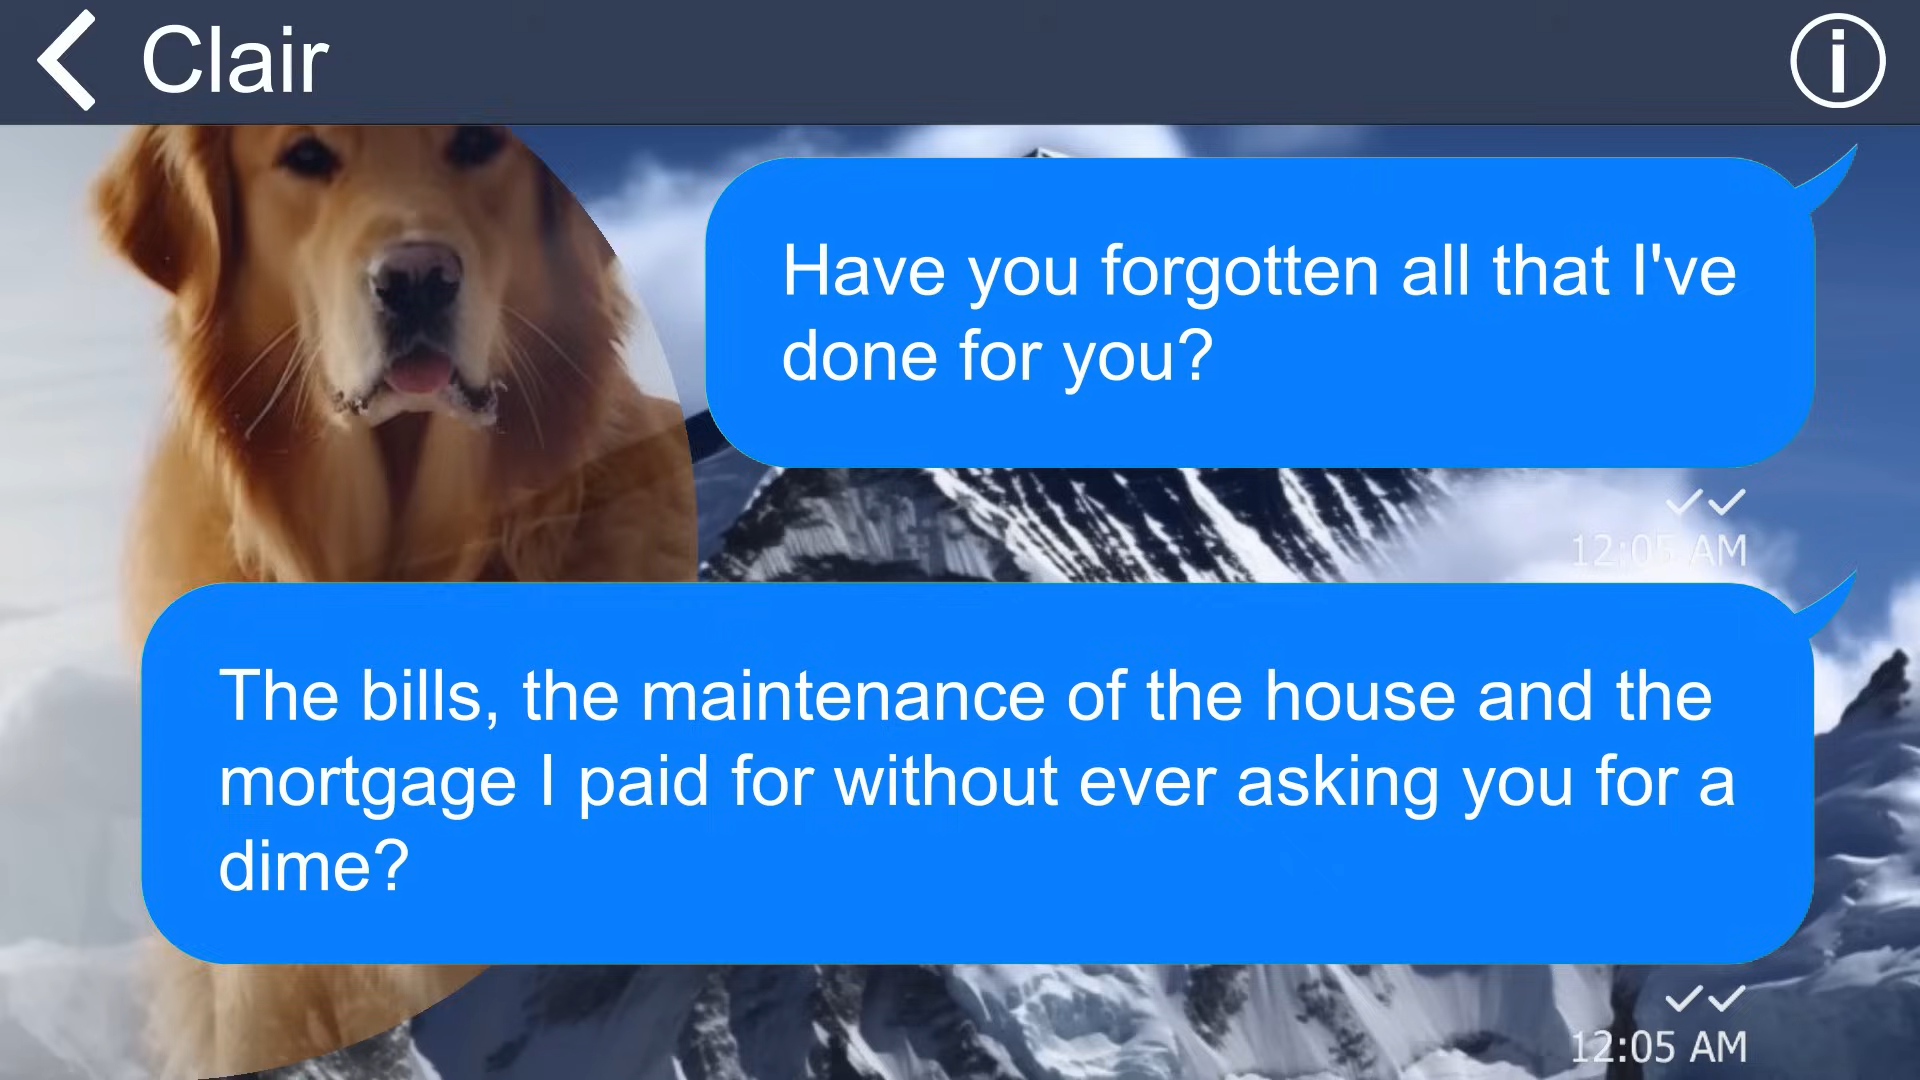 Clair
Have you forgotten all that I've
done for you?
12:05 AM
The bills, the maintenance of the house and the
mortgage I paid for without ever asking you for a
dime?
12:05 AM